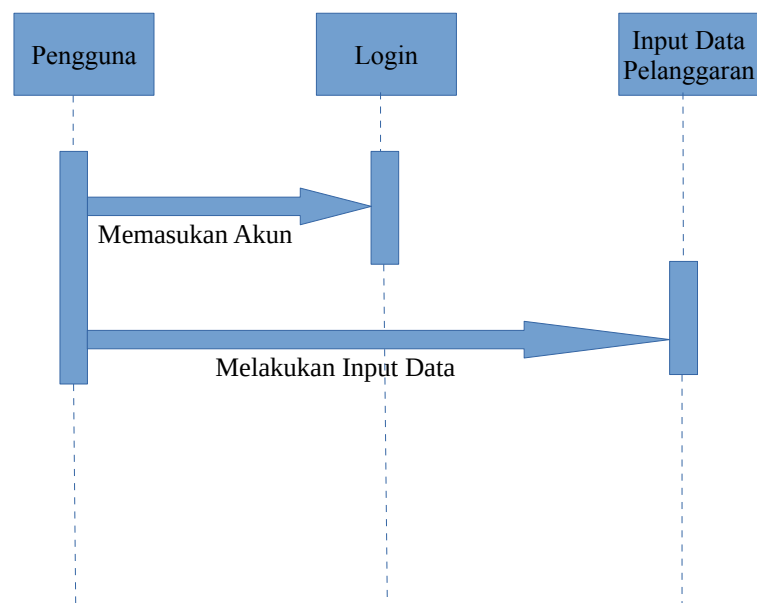 Pengguna
Login
Input Data
Pelanggaran
Memasukan Akun
Melakukan Input Data